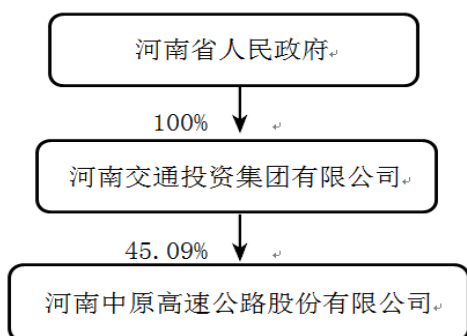 河南省人民政府
100%
河南交通投资集团有限公司
45.09%
河南中原高速公路股份有限公司